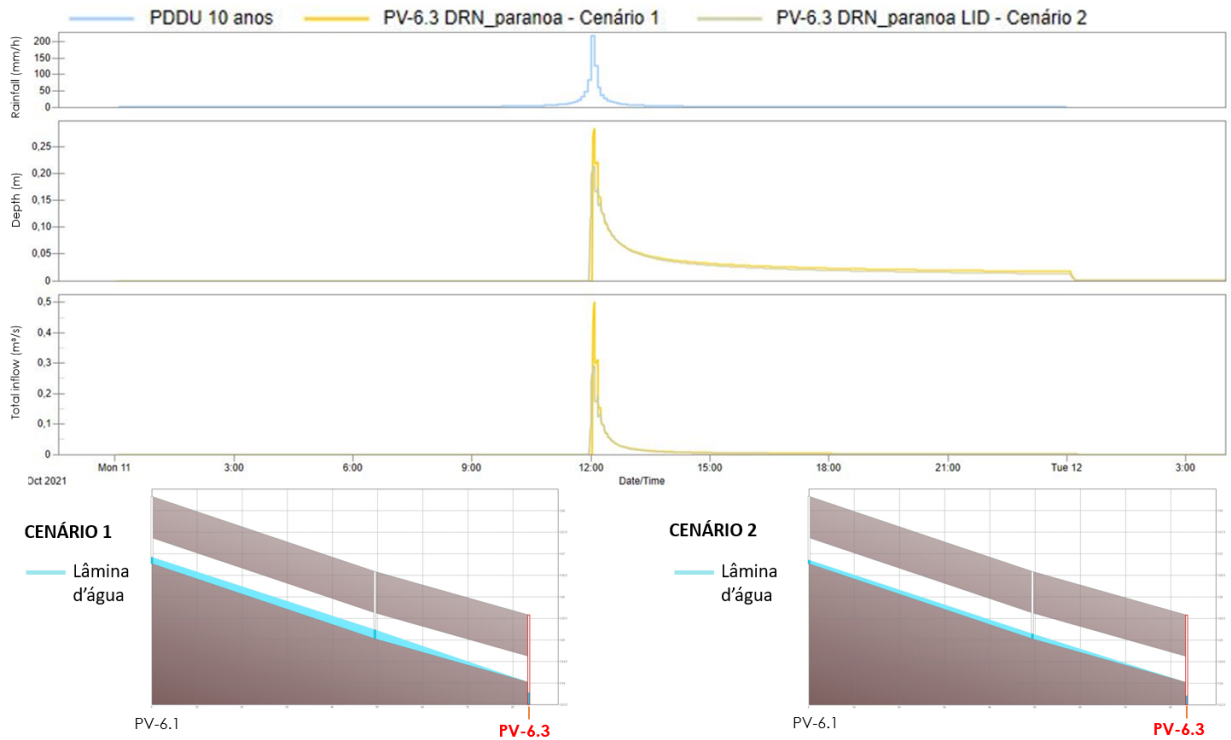 PDDU 10 anos
PV-6.3 DRN_paranoa - Cenário 1
PV-6.3 DRN_paranoa LID - Cenário 2
Rainfall (mm/h)
200
150
100
50
0
Depth (m)
0,25
0,20
0,15
0,10
0,05
0
Total inflow (m³/s)
0,5
0,4
0,3
0,2
0,1
0
Mon 11
3:00
6:00
9:00
12:00
15:00
18:00
21:00
Tue 12
3:00
Oct 2021
Date/Time
CENÁRIO 1
Lâmina
d'água
PV-6.1
PV-6.3
CENÁRIO 2
Lâmina
d'água
PV-6.1
PV-6.3